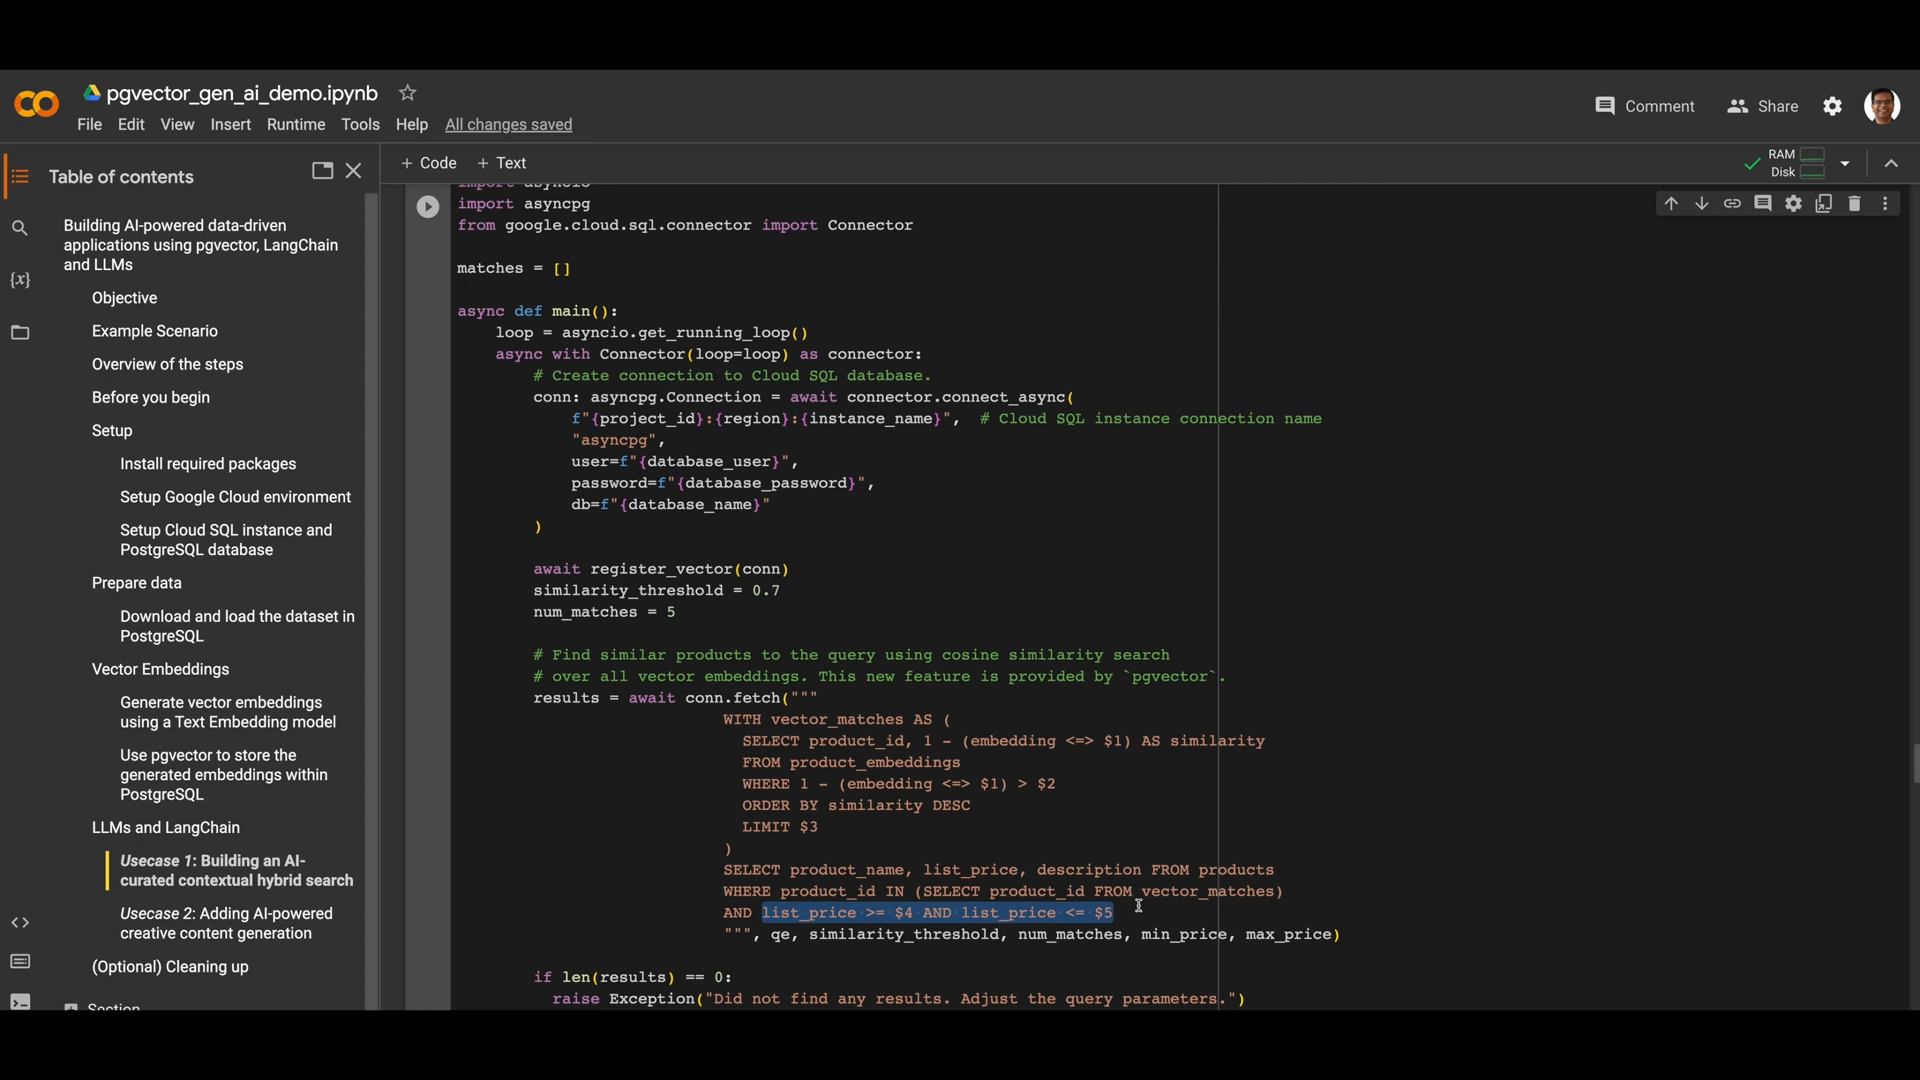 pgvector_gen_ai_demo.ipynb
File Edit View Insert Runtime Tools Help All changes saved
Comment
Share
Table of contents
+ Code + Text
RAM
Disk
Building AI-powered data-driven
applications using pgvector, LangChain
and LLMs
Objective
Example Scenario
Overview of the steps
Before you begin
Setup
Install required packages
Setup Google Cloud environment
Setup Cloud SQL instance and
PostgreSQL database
Prepare data
Download and load the dataset in
PostgreSQL
Vector Embeddings
Generate vector embeddings
using a Text Embedding model
Use pgvector to store the
generated embeddings within
PostgreSQL
LLMs and LangChain
Usecase 1: Building an AI-
curated contextual hybrid search
Usecase 2: Adding AI-powered
creative content generation
(Optional) Cleaning up
Section
import asyncio
import asyncpg
from google.cloud.sql.connector import Connector
matches = []
async def main():
loop = asyncio.get_running_loop()
async with Connector(loop=loop) as connector:
# Create connection to Cloud SQL database.
conn: asyncpg.Connection = await connector.connect_async(
f"{project_id}:{region}:{instance_name}", # Cloud SQL instance connection name
"asyncpg",
user=f"{database_user}",
password=f"{database_password}",
db=f"{database_name}"
)
await register_vector(conn)
similarity_threshold = 0.7
num_matches = 5
# Find similar products to the query using cosine similarity search
# over all vector embeddings. This new feature is provided by `pgvector`.
results = await conn.fetch("""
WITH vector_matches AS (
SELECT product_id, 1 - (embedding <=> $1) AS similarity
FROM product_embeddings
WHERE 1 - (embedding <=> $1) > $2
ORDER BY similarity DESC
LIMIT $3
)
SELECT product_name, list_price, description FROM products
WHERE product_id IN (SELECT product_id FROM vector_matches)
AND list_price >= $4 AND list_price <= $5
""", qe, similarity_threshold, num_matches, min_price, max_price)
if len(results) == 0:
raise Exception("Did not find any results. Adjust the query parameters.")